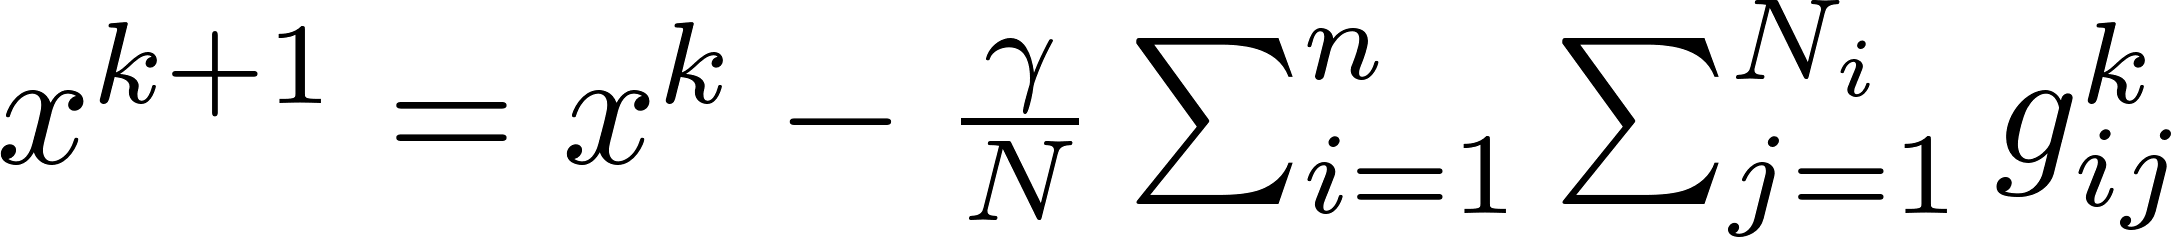 x^{k+1} = x^k - \frac{\gamma}{N} \sum_{i=1}^{n} \sum_{j=1}^{N_i} g_{ij}^k